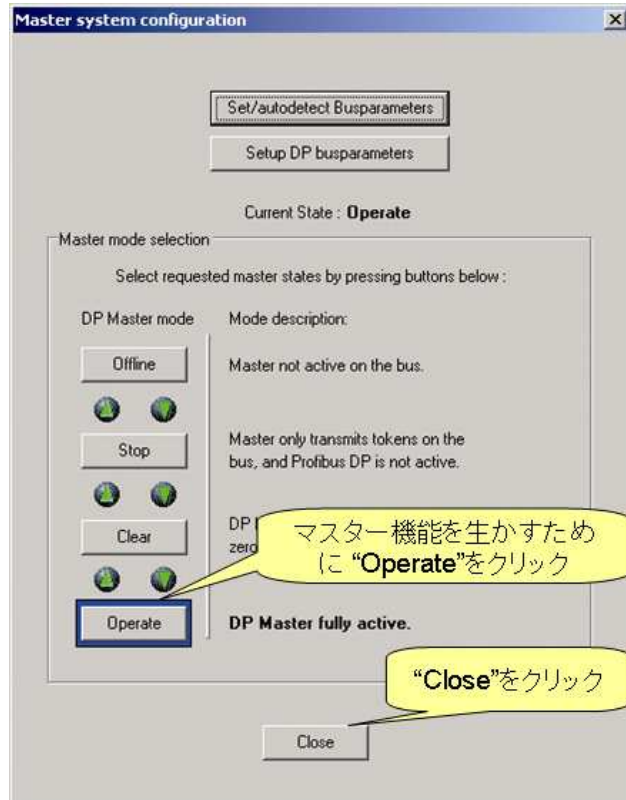 Master system configuration
Set/autodetect Busparameters
Setup DP busparameters
Current State : Operate
Master mode selection
Select requested master states by pressing buttons below :
DP Master mode
Mode description:
Offline
Master not active on the bus.
Stop
Master only transmits tokens on the
bus, and Profibus DP is not active.
Clear
DP
zero
マスター機能を生かすため
に “Operate”をクリック
Operate
DP Master fully active.
“Close”をクリック
Close